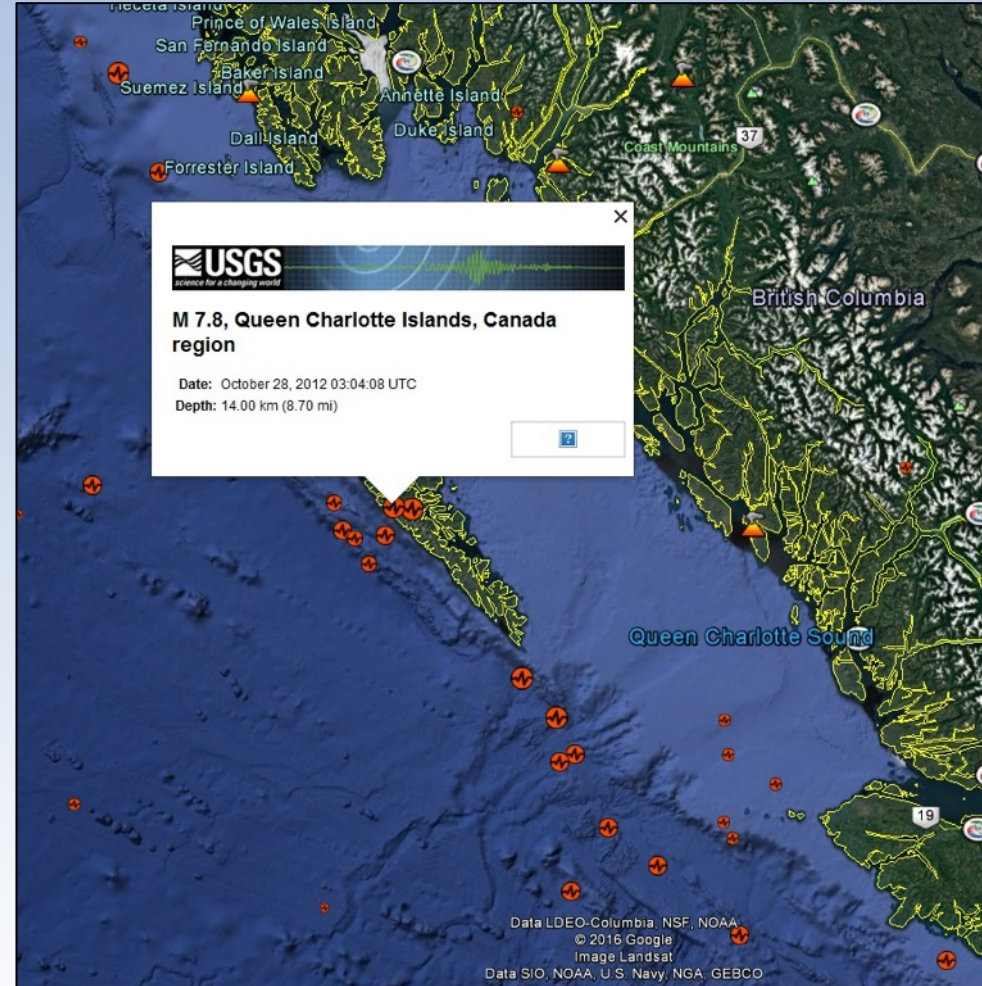 Heceta Island
Prince of Wales Island
San Fernando Island
Baker Island
Suemez Island
Annette Island
Dall Island
Duke Island
37
Coast Mountains
Forrester Island
×
USGS
science for a changing world
M 7.8, Queen Charlotte Islands, Canada
region
British Columbia
Date: October 28, 2012 03:04:08 UTC
Depth: 14.00 km (8.70 mi)
?
Queen Charlotte Sound
19
Data LDEO-Columbia, NSF, NOAA
© 2016 Google
Image Landsat
Data SIO, NOAA, U.S. Navy, NGA, GEBCO